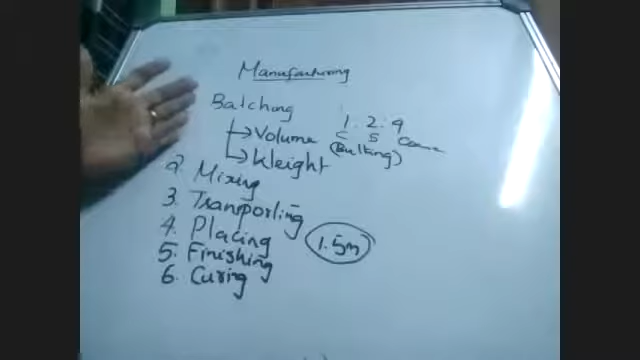 Manufacturing
Batching
1:2:4
C S Coarse
→ Volume (Bulking)
→ Weight
2 Mixing
3. Transporting
4. Placing 1.5m
5. Finishing
6. Curing